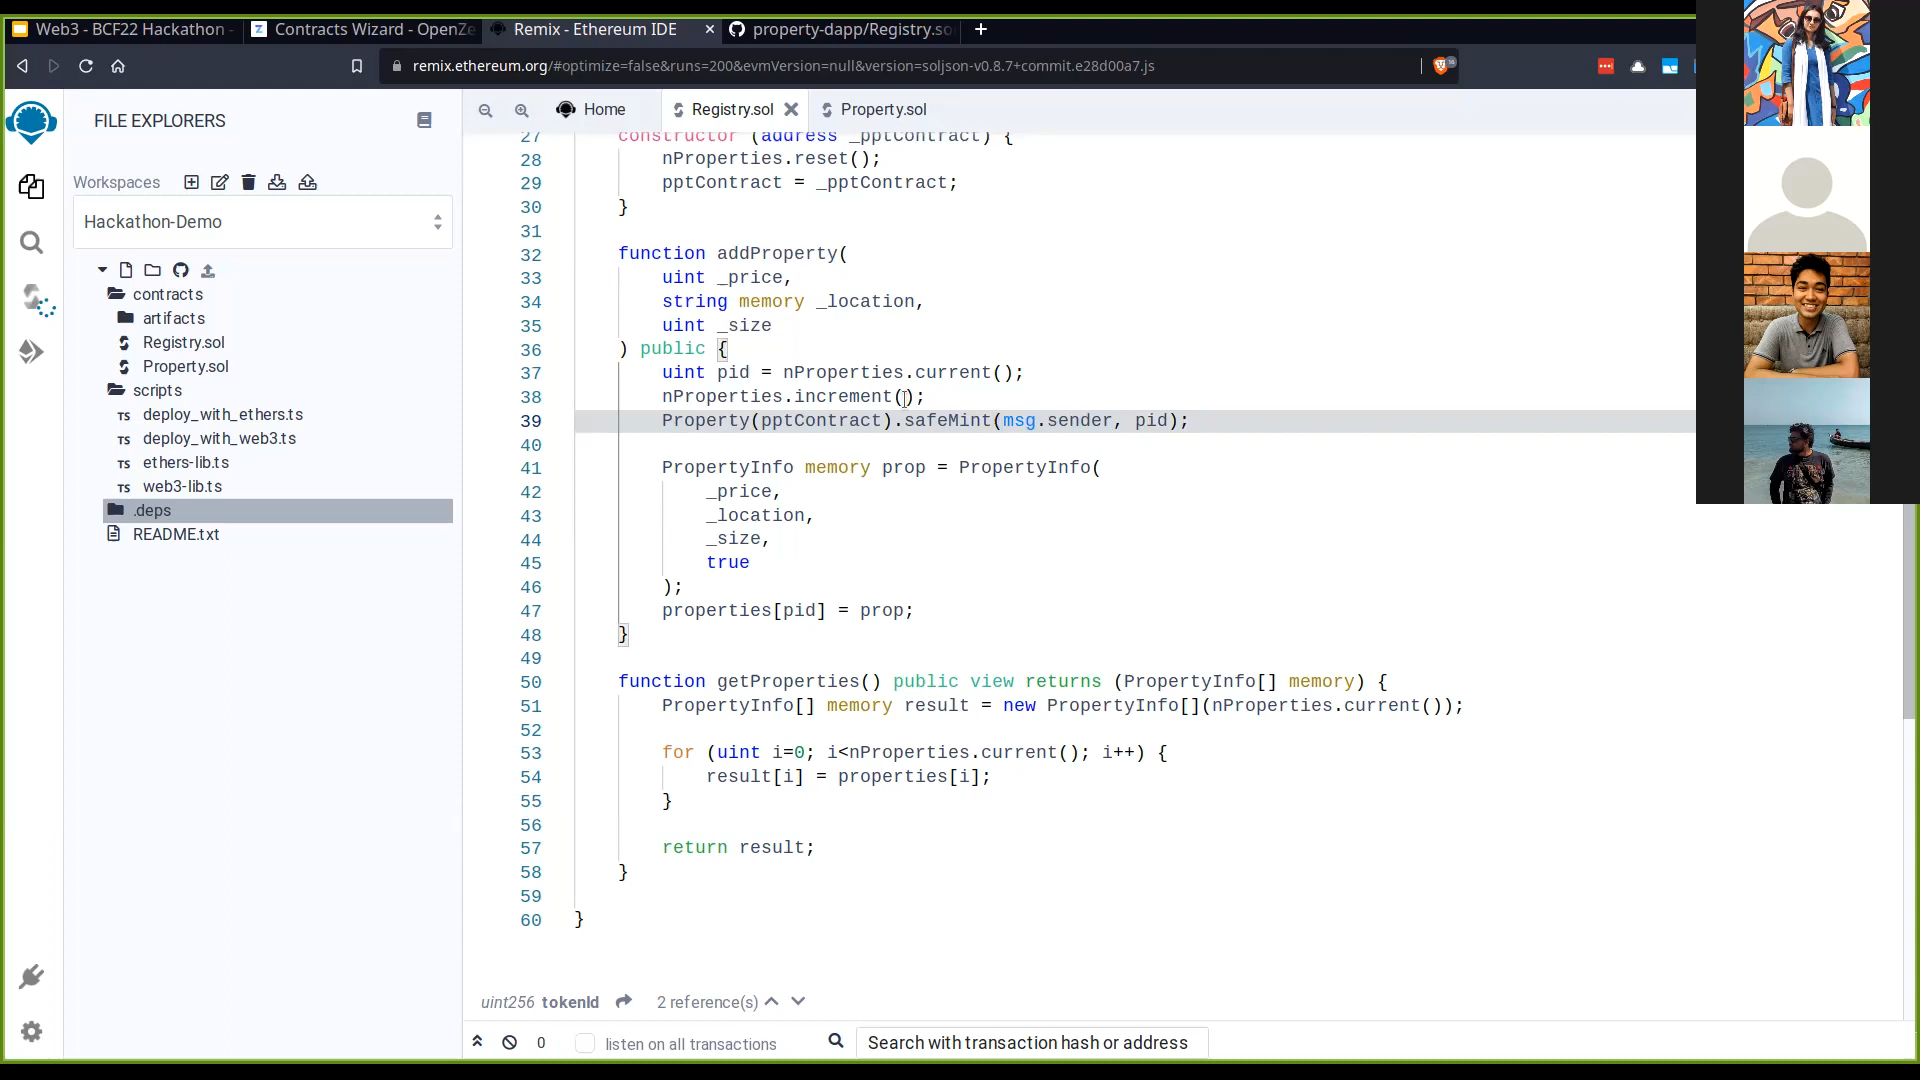 Web3 - BCF22 Hackathon -
Contracts Wizard - OpenZe
Remix - Ethereum IDE
property-dapp/Registry.so
remix.ethereum.org/#optimize=false&runs=200&evmVersion=null&version=soljson-v0.8.7+commit.e28d00a7.js
FILE EXPLORERS
Home
Registry.sol
Property.sol
Workspaces
Hackathon-Demo
contracts
artifacts
Registry.sol
Property.sol
scripts
TS deploy_with_ethers.ts
TS deploy_with_web3.ts
TS ethers-lib.ts
TS web3-lib.ts
.deps
README.txt
27 constructor (address _pptContract) {
28 nProperties.reset();
29 pptContract = _pptContract;
30 }
31
32 function addProperty(
33 uint _price,
34 string memory _location,
35 uint _size
36 ) public {
37 uint pid = nProperties.current();
38 nProperties.increment();
39 Property(pptContract).safeMint(msg.sender, pid);
40
41 PropertyInfo memory prop = PropertyInfo(
42 _price,
43 _location,
44 _size,
45 true
46 );
47 properties[pid] = prop;
48 }
49
50 function getProperties() public view returns (PropertyInfo[] memory) {
51 PropertyInfo[] memory result = new PropertyInfo[](nProperties.current());
52
53 for (uint i=0; i<nProperties.current(); i++) {
54 result[i] = properties[i];
55 }
56
57 return result;
58 }
59
60 }
uint256 tokenId 2 reference(s)
0 listen on all transactions
Search with transaction hash or address